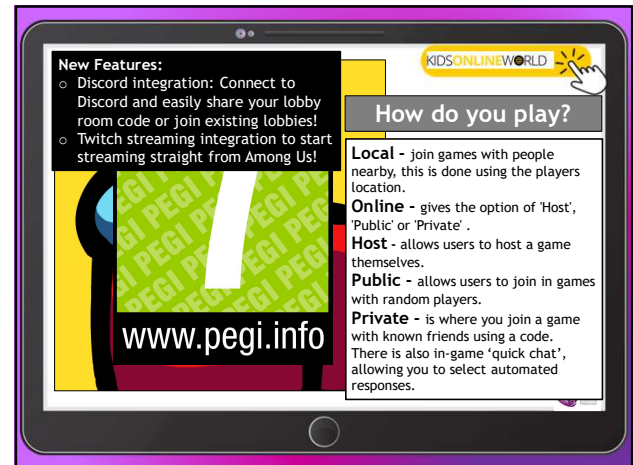 KIDSONLINEWORLD
New Features:
○ Discord integration: Connect to
Discord and easily share your lobby
room code or join existing lobbies!
○ Twitch streaming integration to start
streaming straight from Among Us!
PEGI PEGI PEGI
7
www.pegi.info
How do you play?
Local - join games with people
nearby, this is done using the players
location.
Online - gives the option of 'Host',
'Public' or 'Private' .
Host - allows users to host a game
themselves.
Public - allows users to join in games
with random players.
Private - is where you join a game
with known friends using a code.
There is also in-game ‘quick chat’,
allowing you to select automated
responses.